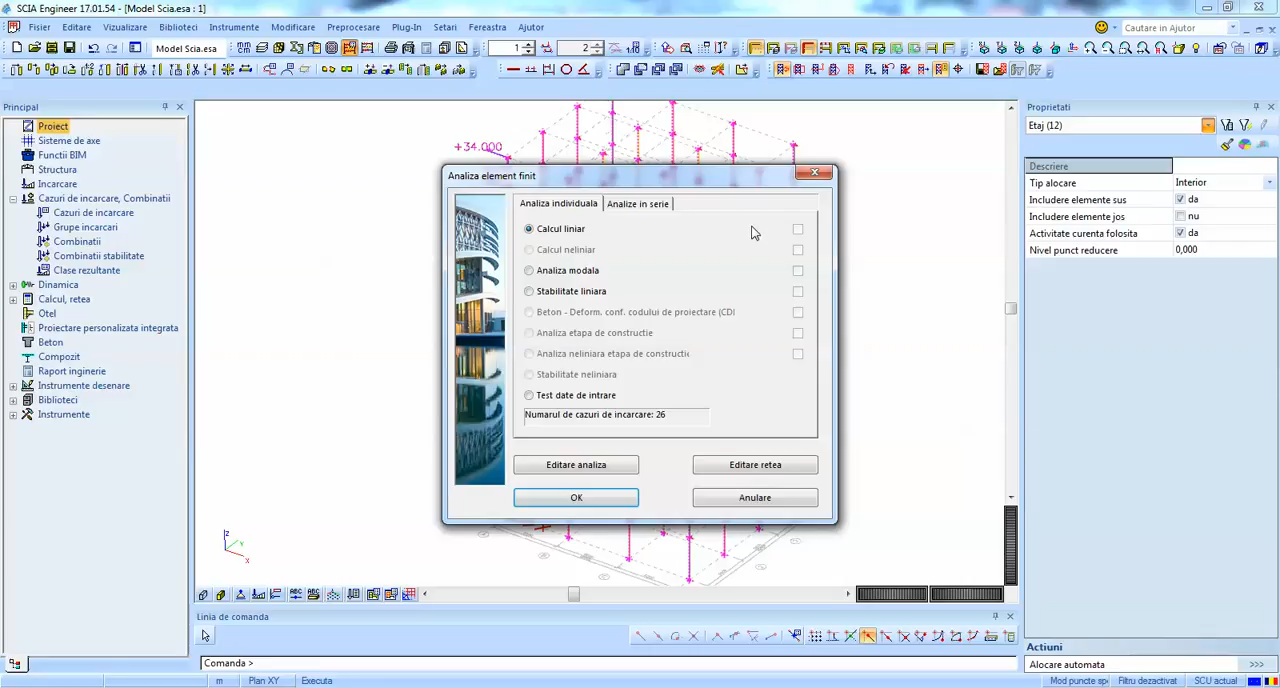 SCIA Engineer 17.01.54 - [Model Scia.esa : 1]
Fisier Editare Vizualizare Biblioteci Instrumente Modificare Preprocesare Plug-In Setari Fereastra Ajutor
Cautare in Ajutor
Model Scia.esa
1
2
Principal
Proiect
Sisteme de axe
Functii BIM
Structura
Incarcare
Cazuri de incarcare, Combinatii
Cazuri de incarcare
Grupe incarcari
Combinatii
Combinatii stabilitate
Clase rezultante
Dinamica
Calcul, retea
Otel
Proiectare personalizata integrata
Beton
Compozit
Raport inginerie
Instrumente desenare
Biblioteci
Instrumente
+34.000
Analiza element finit
Analiza individuala
Analize in serie
Calcul liniar
Calcul neliniar
Analiza modala
Stabilitate liniara
Beton - Deform. conf. codului de proiectare (CDI
Analiza etapa de constructie
Analiza neliniara etapa de constructie
Stabilitate neliniara
Test date de intrare
Numarul de cazuri de incarcare: 26
Editare analiza
Editare retea
OK
Anulare
z
y
x
Proprietati
Etaj (12)
Descriere
Tip alocare Interior
Includere elemente sus da
Includere elemente jos nu
Activitate curenta folosita da
Nivel punct reducere 0,000
Actiuni
Alocare automata >>>
Linia de comanda
Comanda >
m Plan XY Executa
Mod puncte sp Filtru dezactivat SCU actual